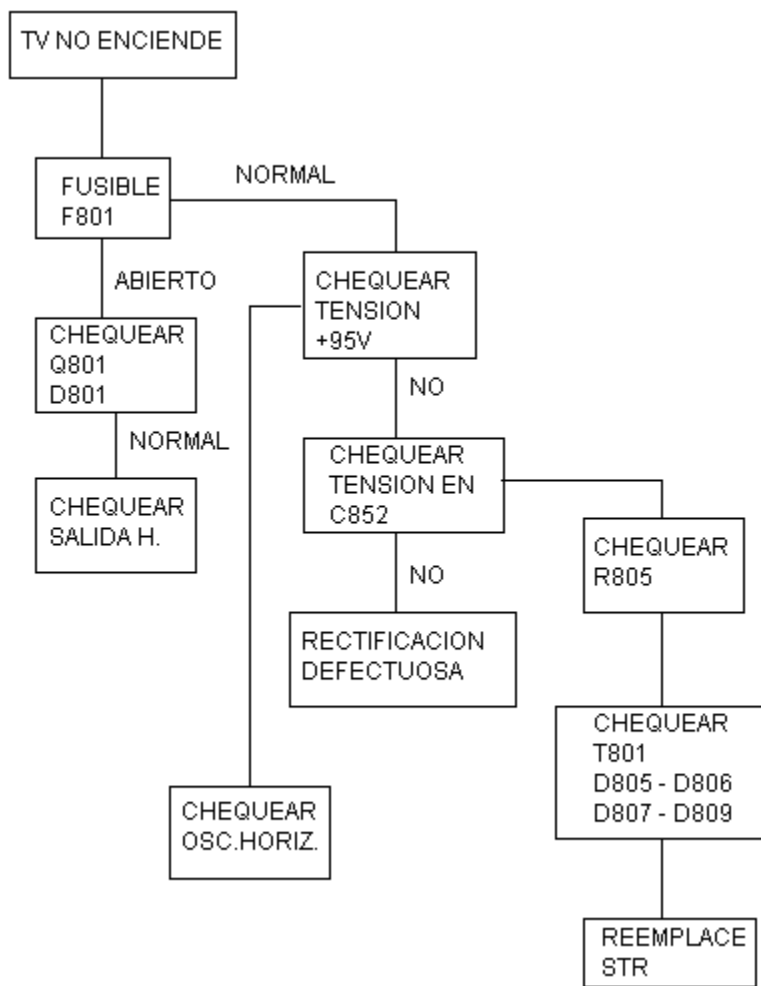 TV NO ENCIENDE
FUSIBLE
F801
NORMAL
ABIERTO
CHEQUEAR
TENSION
+95V
CHEQUEAR
Q801
D801
NO
NORMAL
CHEQUEAR
TENSION EN
C852
CHEQUEAR
SALIDA H.
CHEQUEAR
R805
NO
RECTIFICACION
DEFECTUOSA
CHEQUEAR
T801
D805 - D806
D807 - D809
CHEQUEAR
OSC.HORIZ.
REEMPLACE
STR